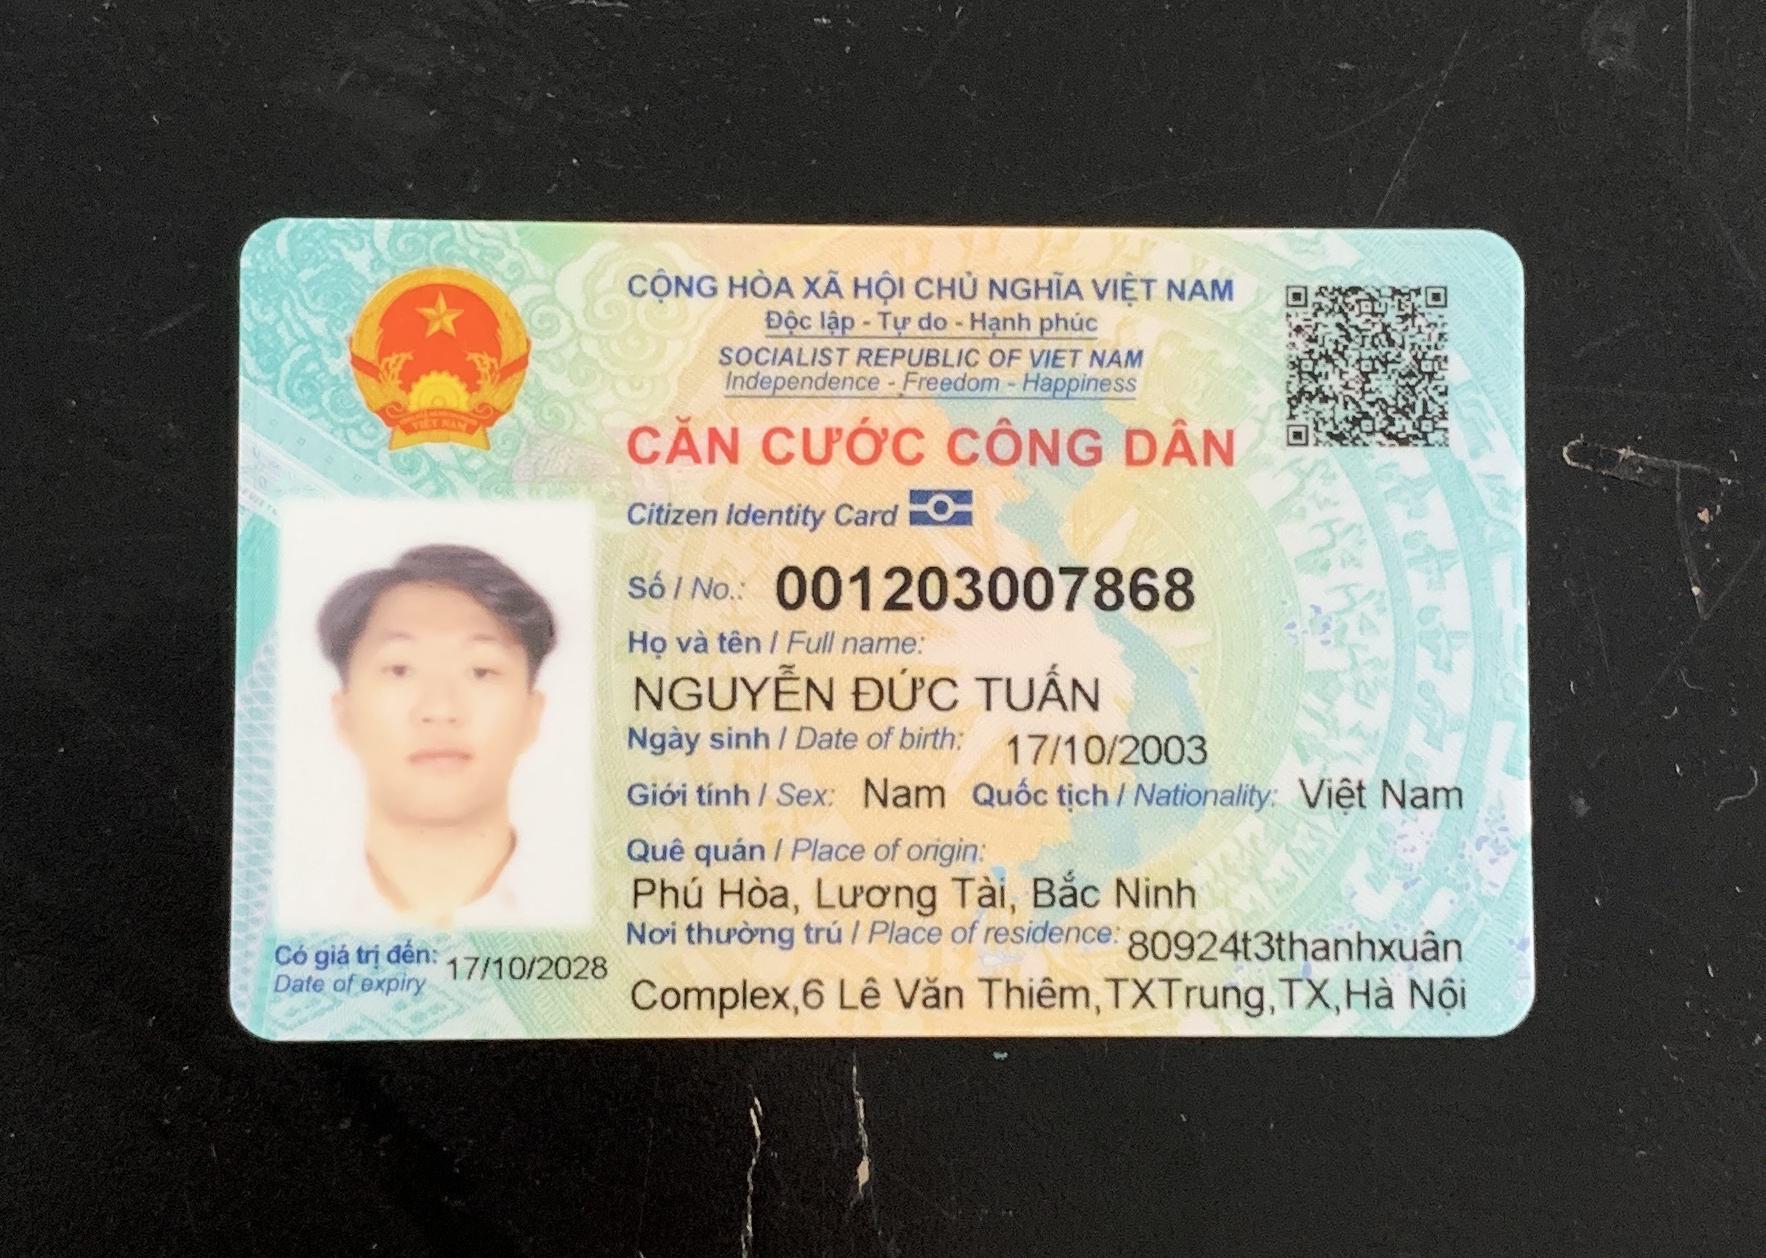 CỘNG HÒA XÃ HỘI CHỦ NGHĨA VIỆT NAM
Độc lập - Tự do - Hạnh phúc
SOCIALIST REPUBLIC OF VIET NAM
Independence - Freedom - Happiness
CĂN CƯỚC CÔNG DÂN
Citizen Identity Card
Số / No.: 001203007868
Họ và tên / Full name:
NGUYỄN ĐỨC TUẤN
Ngày sinh / Date of birth: 17/10/2003
Giới tính / Sex: Nam Quốc tịch / Nationality: Việt Nam
Quê quán / Place of origin:
Phú Hòa, Lương Tài, Bắc Ninh
Nơi thường trú / Place of residence: 80924t3thanhxuân
Complex,6 Lê Văn Thiêm,TXTrung,TX,Hà Nội
Có giá trị đến: 17/10/2028
Date of expiry
VIỆT NAM